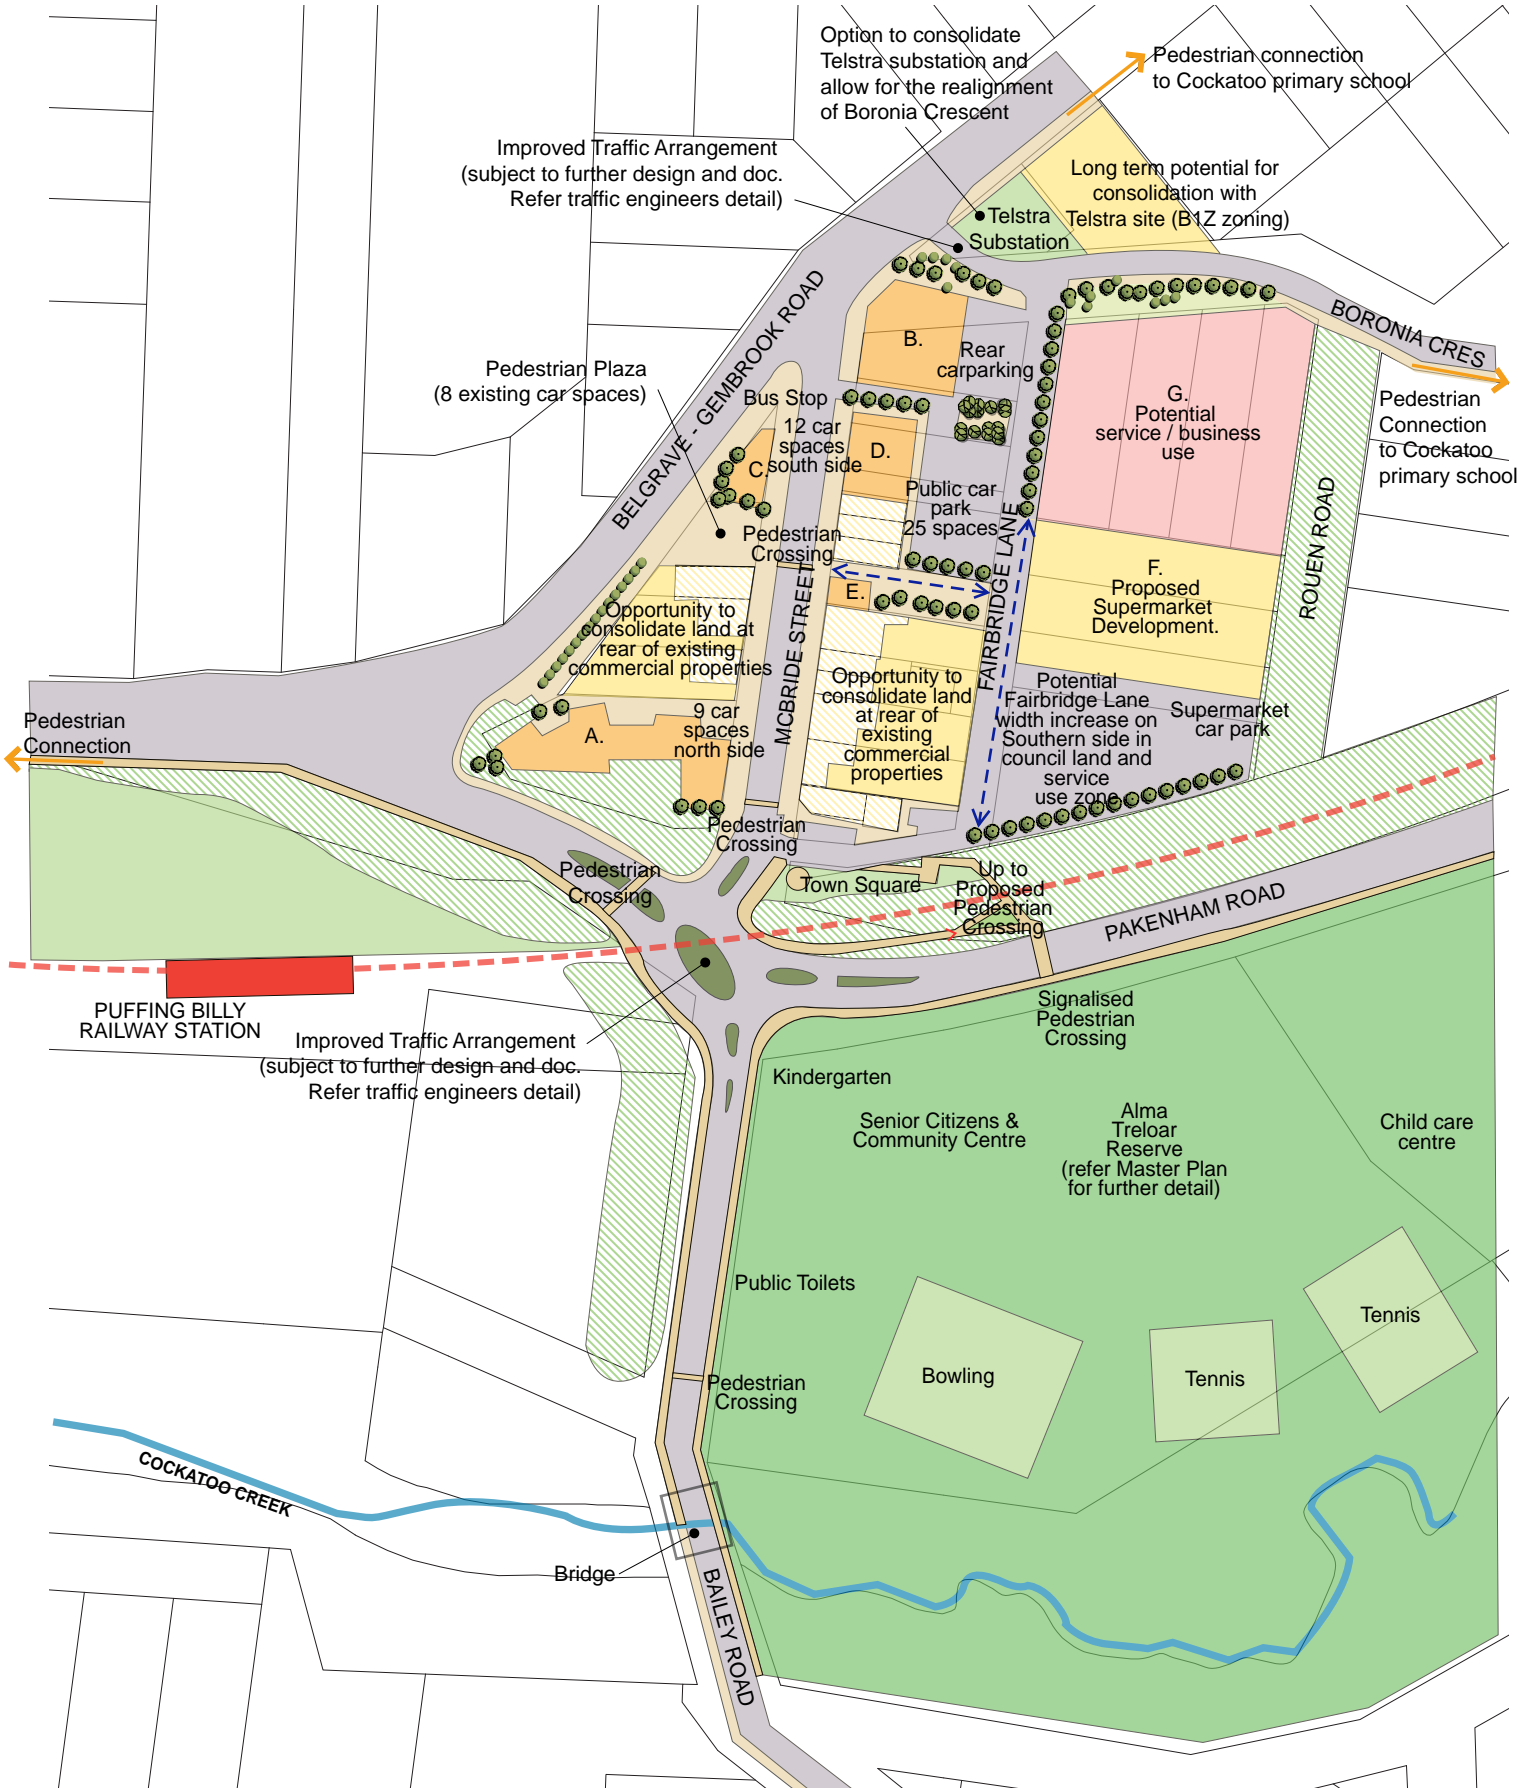 Option to consolidate
Telstra substation and
allow for the realignment
of Boronia Crescent
Pedestrian connection
to Cockatoo primary school
Improved Traffic Arrangement
(subject to further design and doc.
Refer traffic engineers detail)
Long term potential for
consolidation with
Telstra site (B1Z zoning)
Telstra
Substation
BELGRAVE - GEMBROOK ROAD
BORONIA CRES
B.
Rear
carparking
Pedestrian Plaza
(8 existing car spaces)
Bus Stop
12 car
spaces
south side
C.
D.
G.
Potential
service / business
use
Pedestrian
Connection
to Cockatoo
primary school
Public car
park
25 spaces
Pedestrian
Crossing
MCBRIDE STREET
FAIRBRIDGE LANE
ROUEN ROAD
E.
F.
Proposed
Supermarket
Development.
Opportunity to
consolidate land at
rear of existing
commercial properties
Opportunity to
consolidate land
at rear of
existing
commercial
properties
Potential
Fairbridge Lane
width increase on
Southern side in
council land and
service
use zone
Supermarket
car park
Pedestrian
Connection
A.
9 car
spaces
north side
Pedestrian
Crossing
Pedestrian
Crossing
Town Square
Up to
Proposed
Pedestrian
Crossing
PAKENHAM ROAD
PUFFING BILLY
RAILWAY STATION
Improved Traffic Arrangement
(subject to further design and doc.
Refer traffic engineers detail)
Signalised
Pedestrian
Crossing
Kindergarten
Senior Citizens &
Community Centre
Alma
Treloar
Reserve
(refer Master Plan
for further detail)
Child care
centre
Public Toilets
Bowling
Tennis
Tennis
Pedestrian
Crossing
COCKATOO CREEK
Bridge
BAILEY ROAD